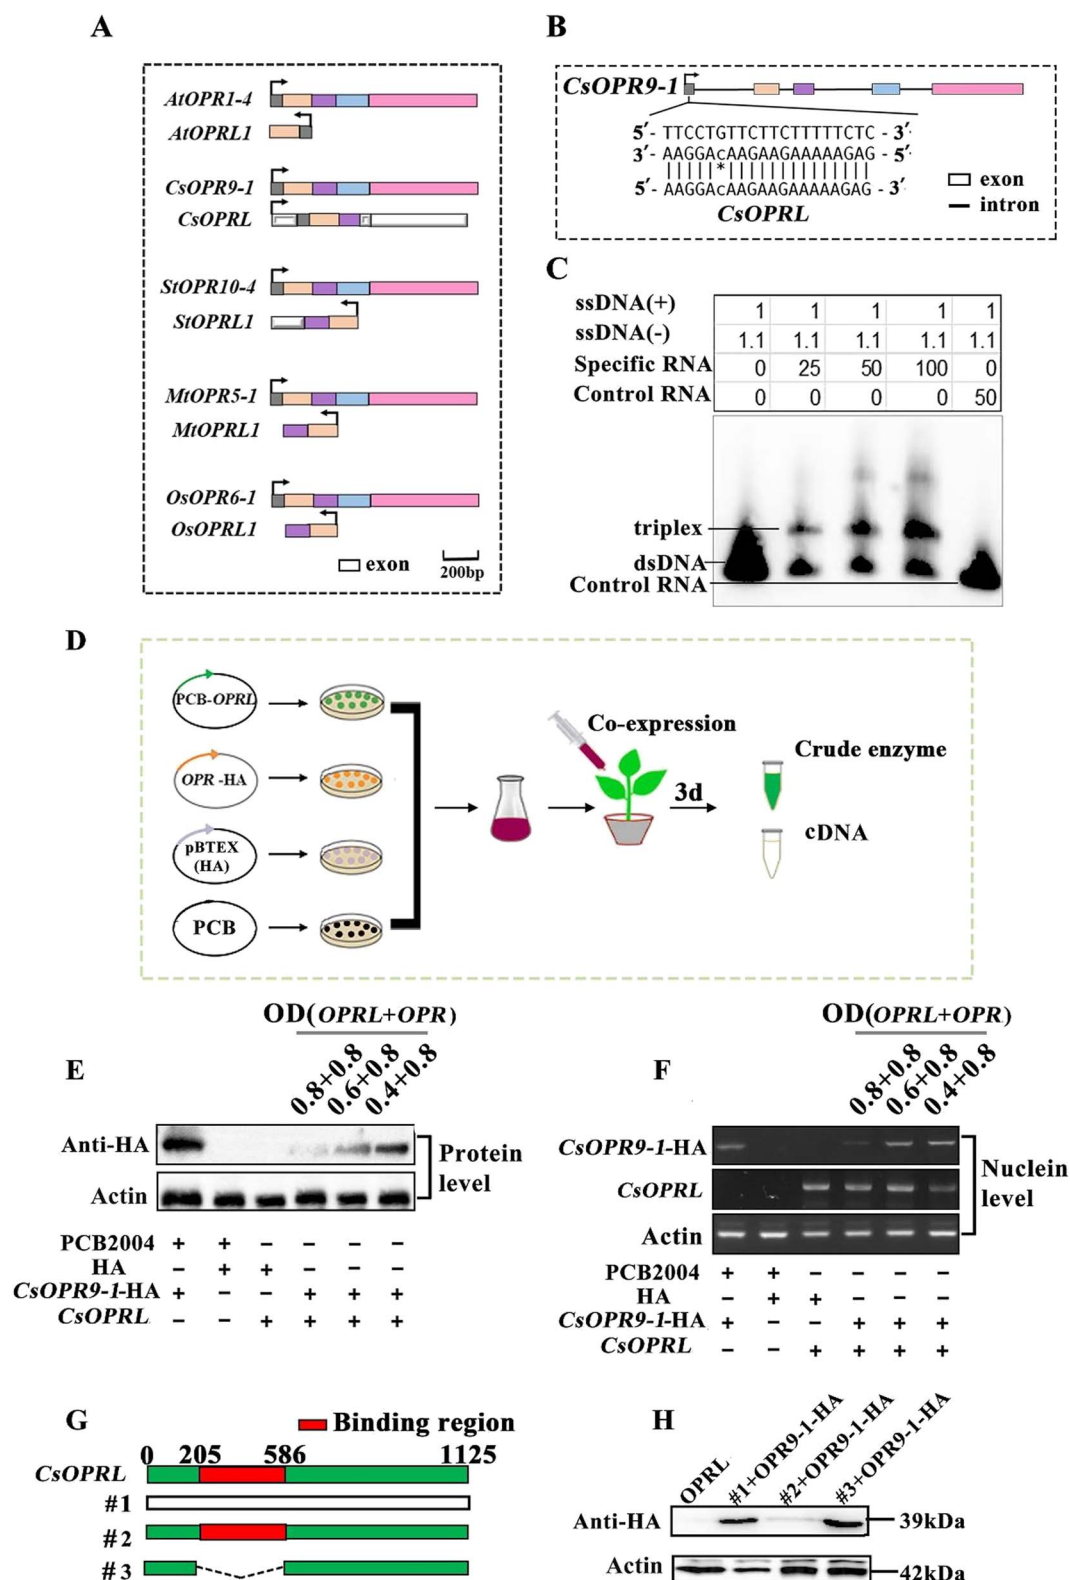 A
AtOPR1-4
AtOPRL1
CsOPR9-1
CsOPRL
StOPR10-4
StOPRL1
MtOPR5-1
MtOPRL1
OsOPR6-1
OsOPRL1
exon
200bp
B
CsOPR9-1
5′- TTCCTGTTCTTCTTTTTCTC - 3′
3′- AAGGAcAAGAAGAAAAAGAG - 5′
*
5′- AAGGAcAAGAAGAAAAAGAG - 3′
CsOPRL
exon
intron
C
ssDNA(+) 1 1 1 1 1
ssDNA(-) 1.1 1.1 1.1 1.1 1.1
Specific RNA 0 25 50 100 0
Control RNA 0 0 0 0 50
triplex
dsDNA
Control RNA
D
PCB-OPRL
OPR -HA
pBTEX
(HA)
PCB
Co-expression
3d
Crude enzyme
cDNA
E
OD(OPRL+OPR)
0.8+0.8 0.6+0.8 0.4+0.8
Anti-HA
Actin
Protein
level
PCB2004 + + − − − −
HA − + + − − −
CsOPR9-1-HA + − − + + +
CsOPRL − − + + + +
F
OD(OPRL+OPR)
0.8+0.8 0.6+0.8 0.4+0.8
CsOPR9-1-HA
CsOPRL
Actin
Nuclein
level
PCB2004 + + − − − −
HA − + + − − −
CsOPR9-1-HA + − − + + +
CsOPRL − − + + + +
G
Binding region
0 205 586 1125
CsOPRL
#1
#2
#3
H
OPRL #1+OPR9-1-HA #2+OPR9-1-HA #3+OPR9-1-HA
Anti-HA 39kDa
Actin 42kDa